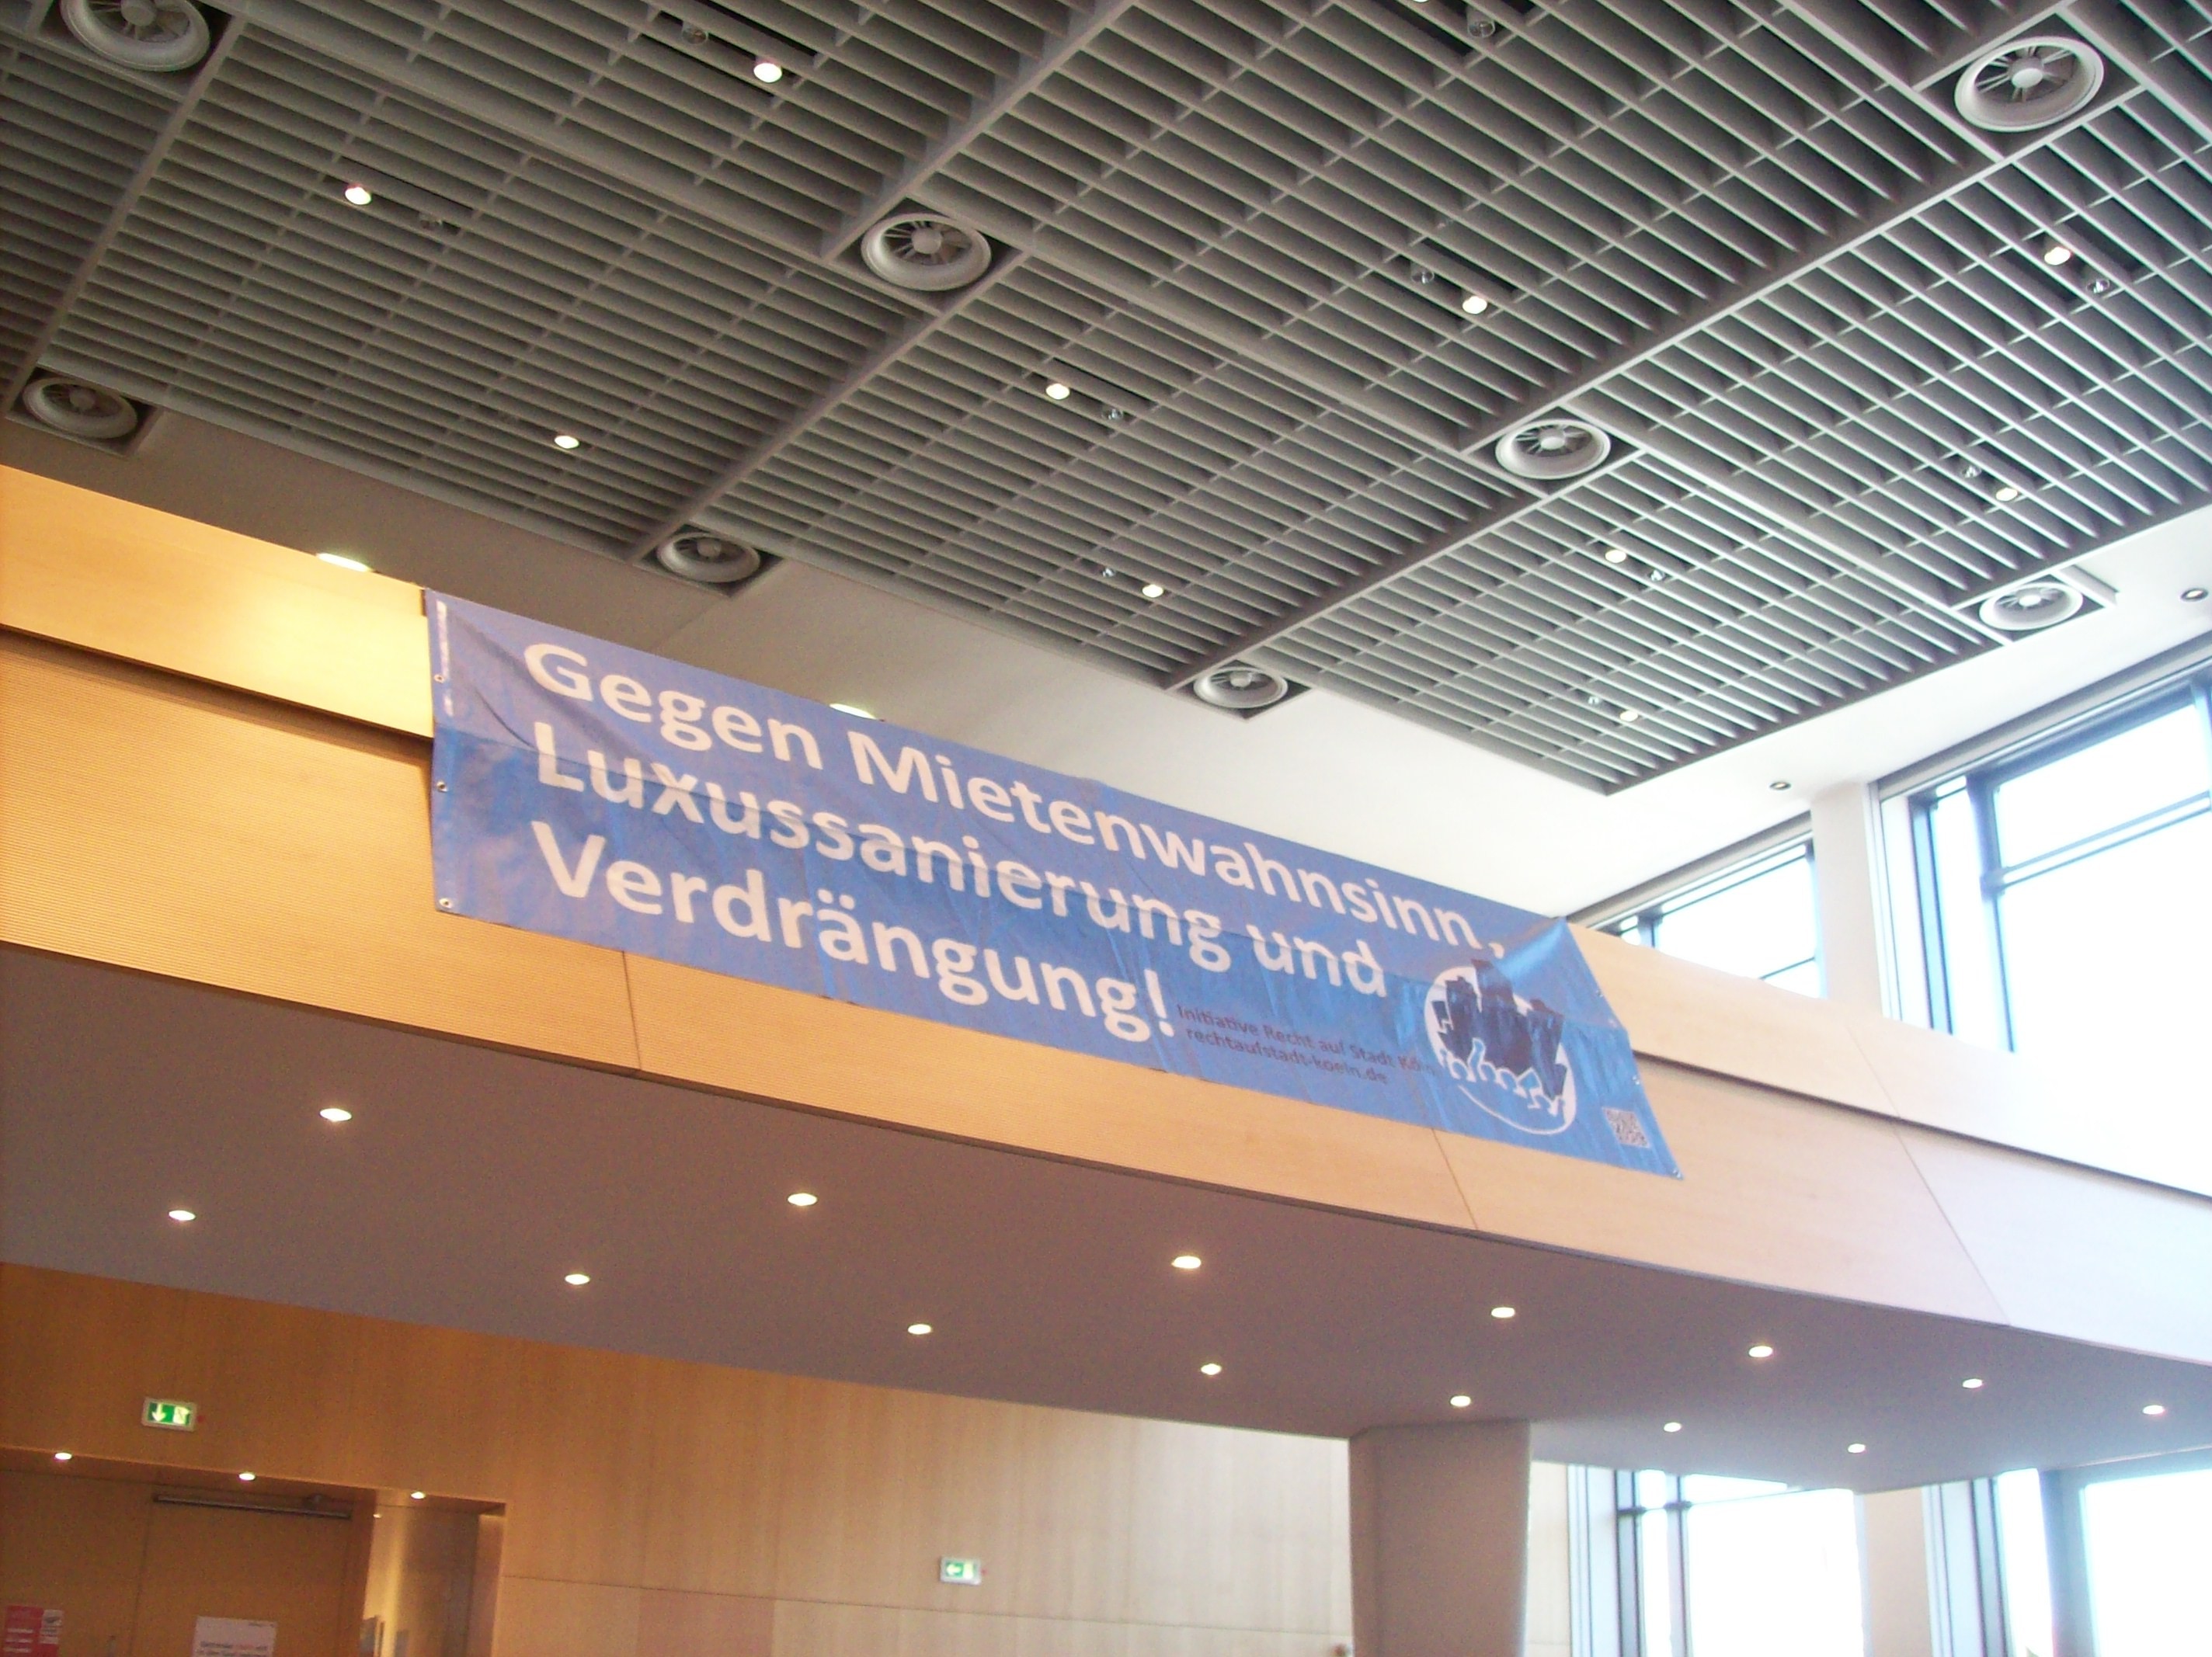 Gegen Mietenwahnsinn,
Luxussanierung und
Verdrängung!
Initiative Recht auf Stadt Köln
rechtaufstadt-koeln.de